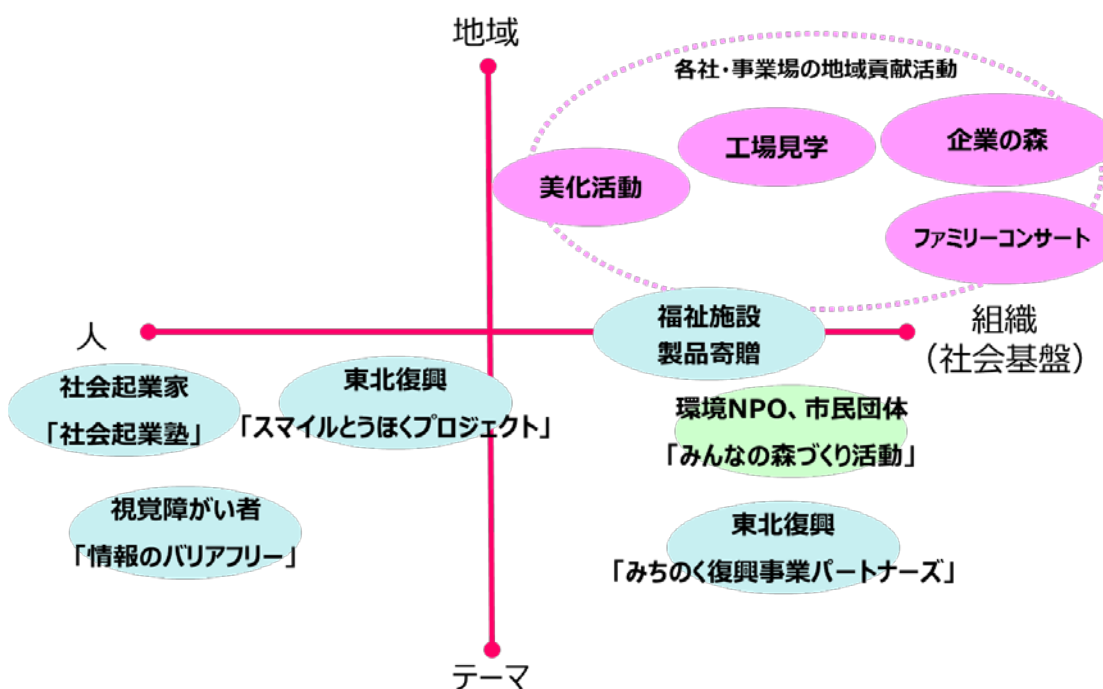 地域
各社・事業場の地域貢献活動
企業の森
工場見学
美化活動
ファミリーコンサート
福祉施設
製品寄贈
人
組織
（社会基盤）
社会起業家
「社会起業塾」
東北復興
「スマイルとうほくプロジェクト」
環境NPO、市民団体
「みんなの森づくり活動」
視覚障がい者
「情報のバリアフリー」
東北復興
「みちのく復興事業パートナーズ」
テーマ